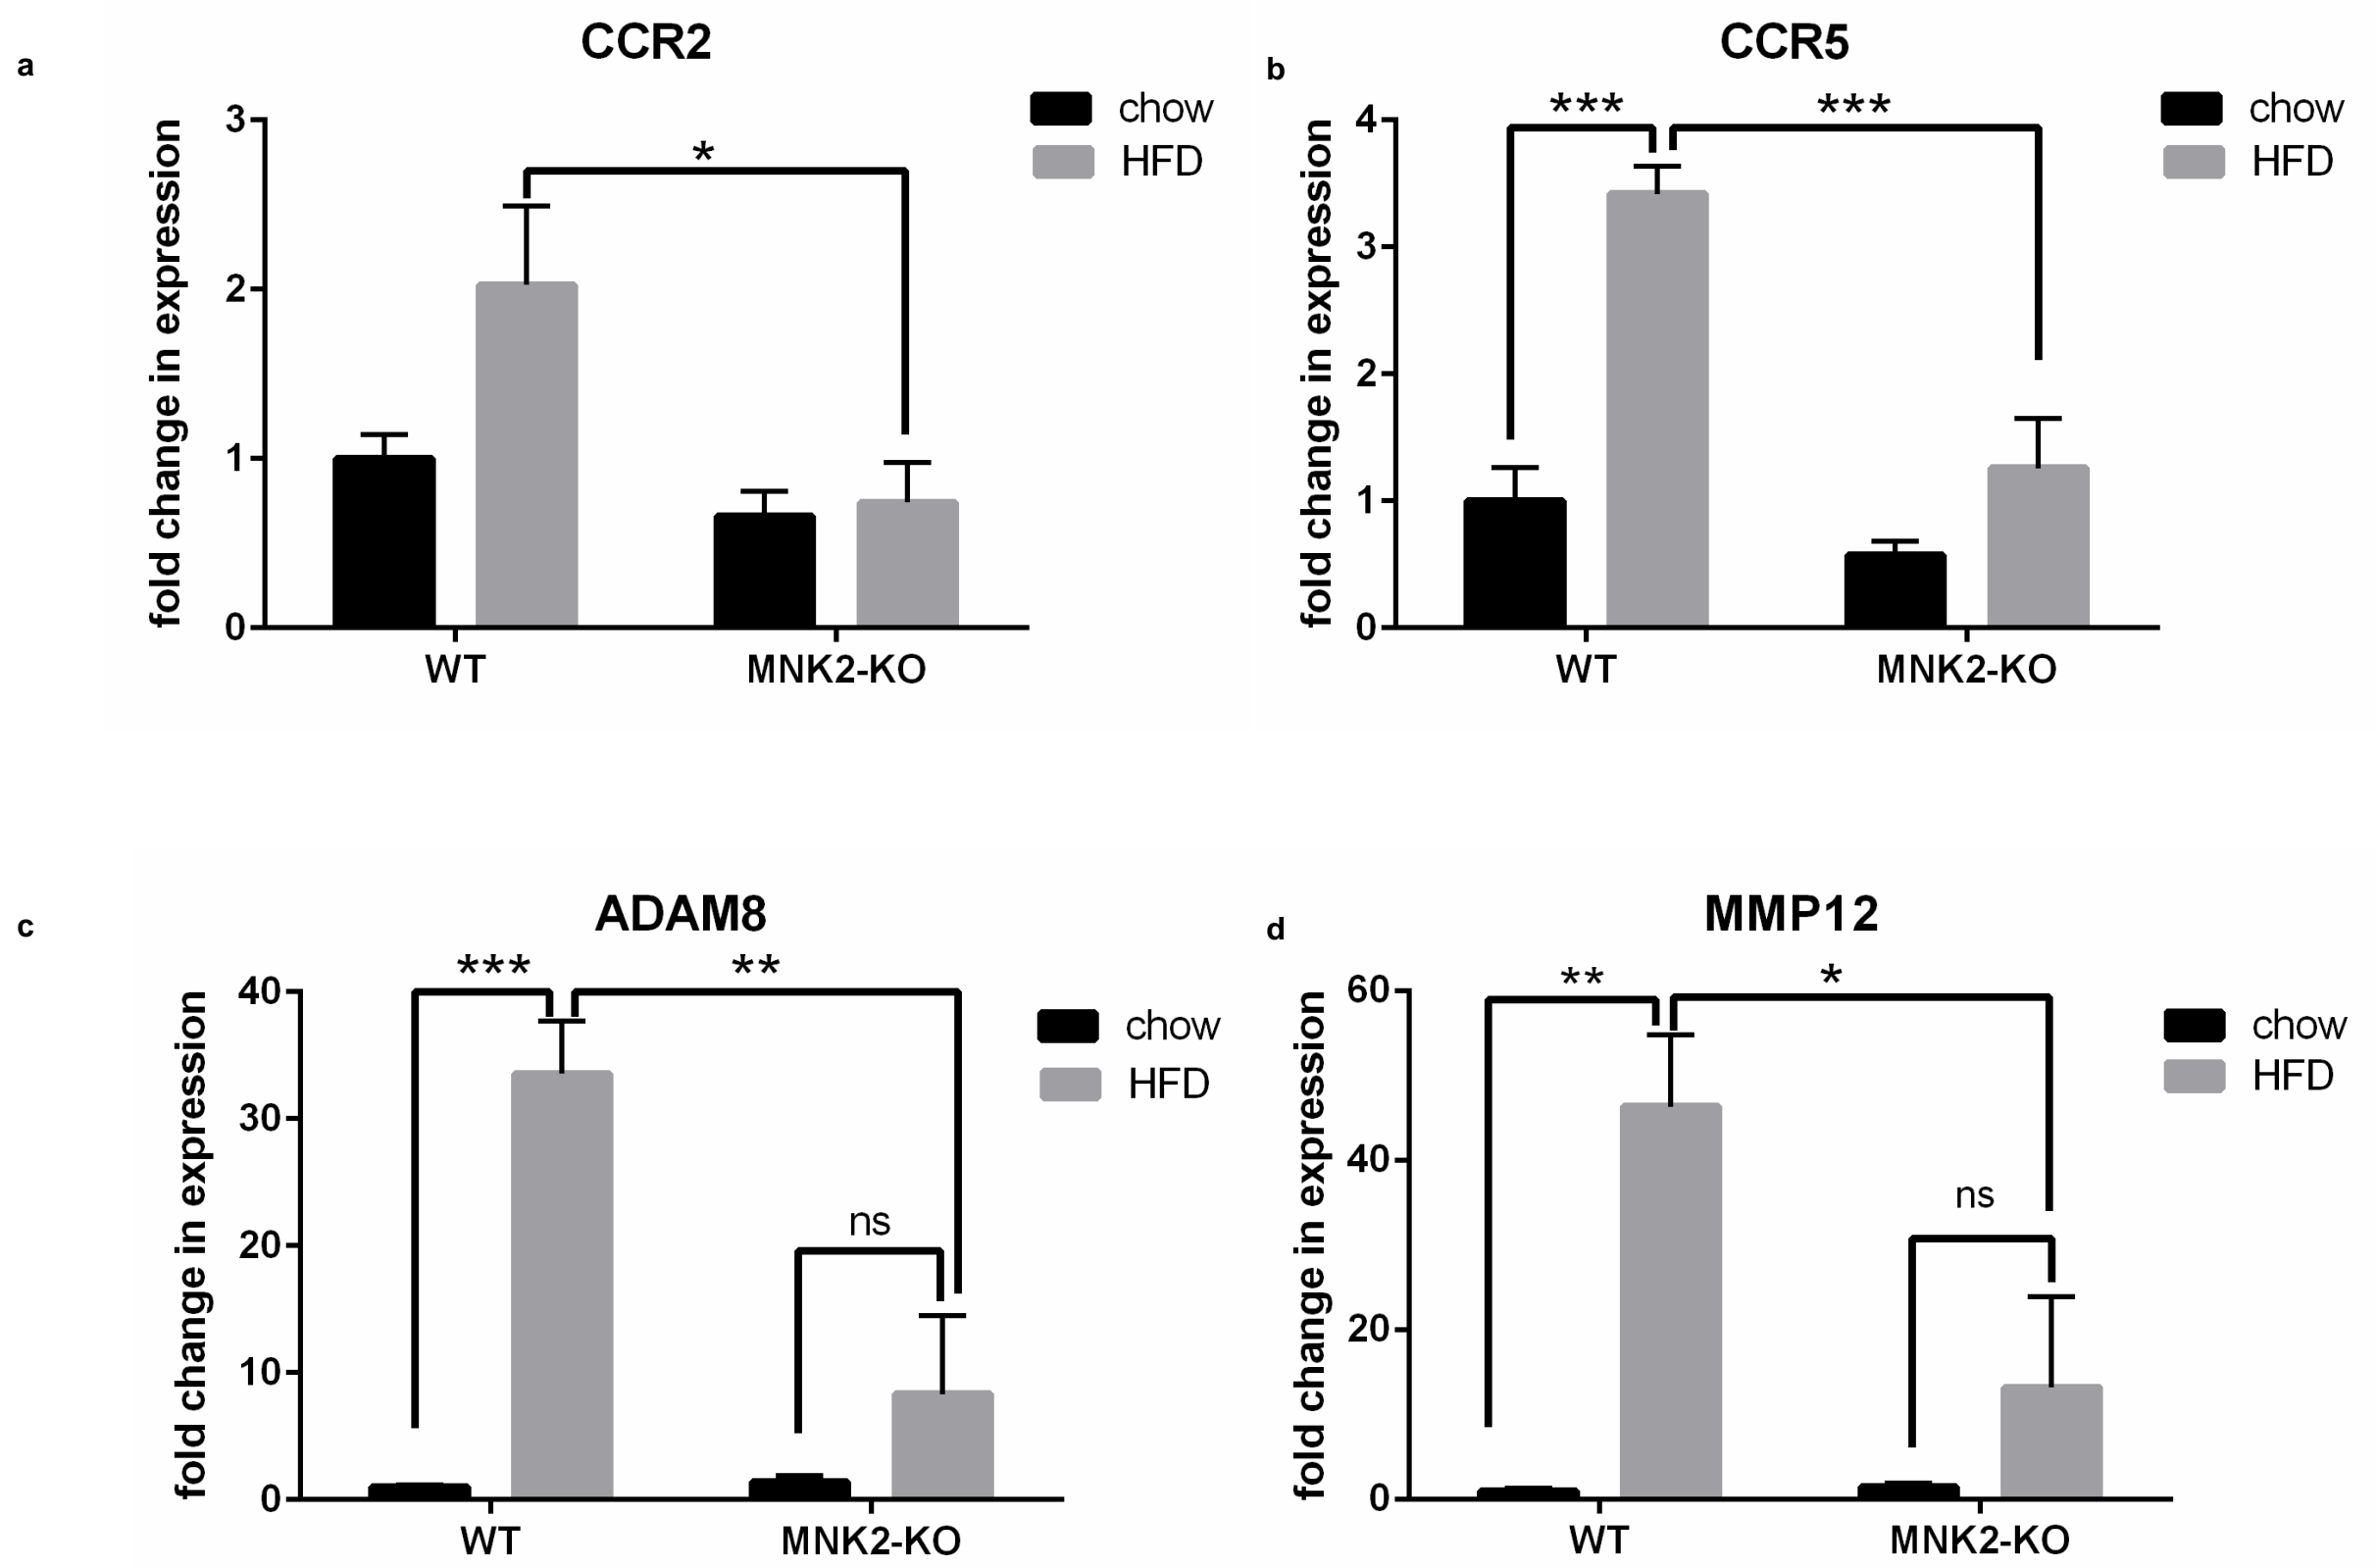 a
CCR2
fold change in expression
3
2
1
0
*
WT
MNK2-KO
chow
HFD
b
CCR5
fold change in expression
4
3
2
1
0
***
***
WT
MNK2-KO
chow
HFD
c
ADAM8
fold change in expression
40
30
20
10
0
***
**
ns
WT
MNK2-KO
chow
HFD
d
MMP12
fold change in expression
60
40
20
0
**
*
ns
WT
MNK2-KO
chow
HFD